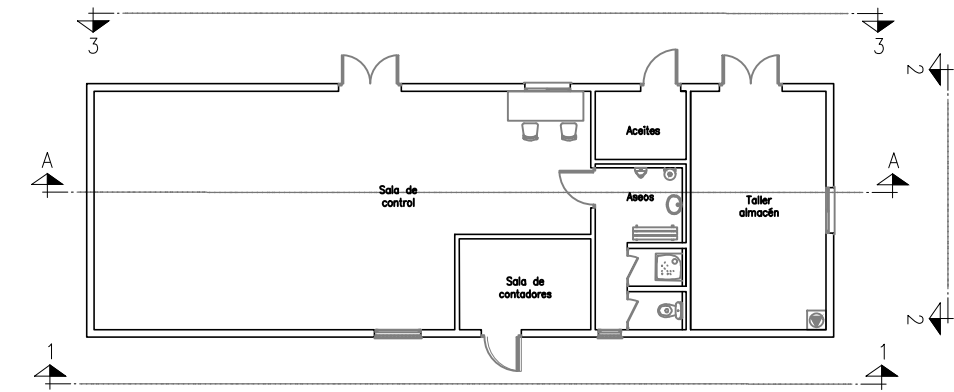 3
3
2
Aceites
A
A
Sala de
control
Aseos
Taller
almacén
Sala de
contadores
2
1
1